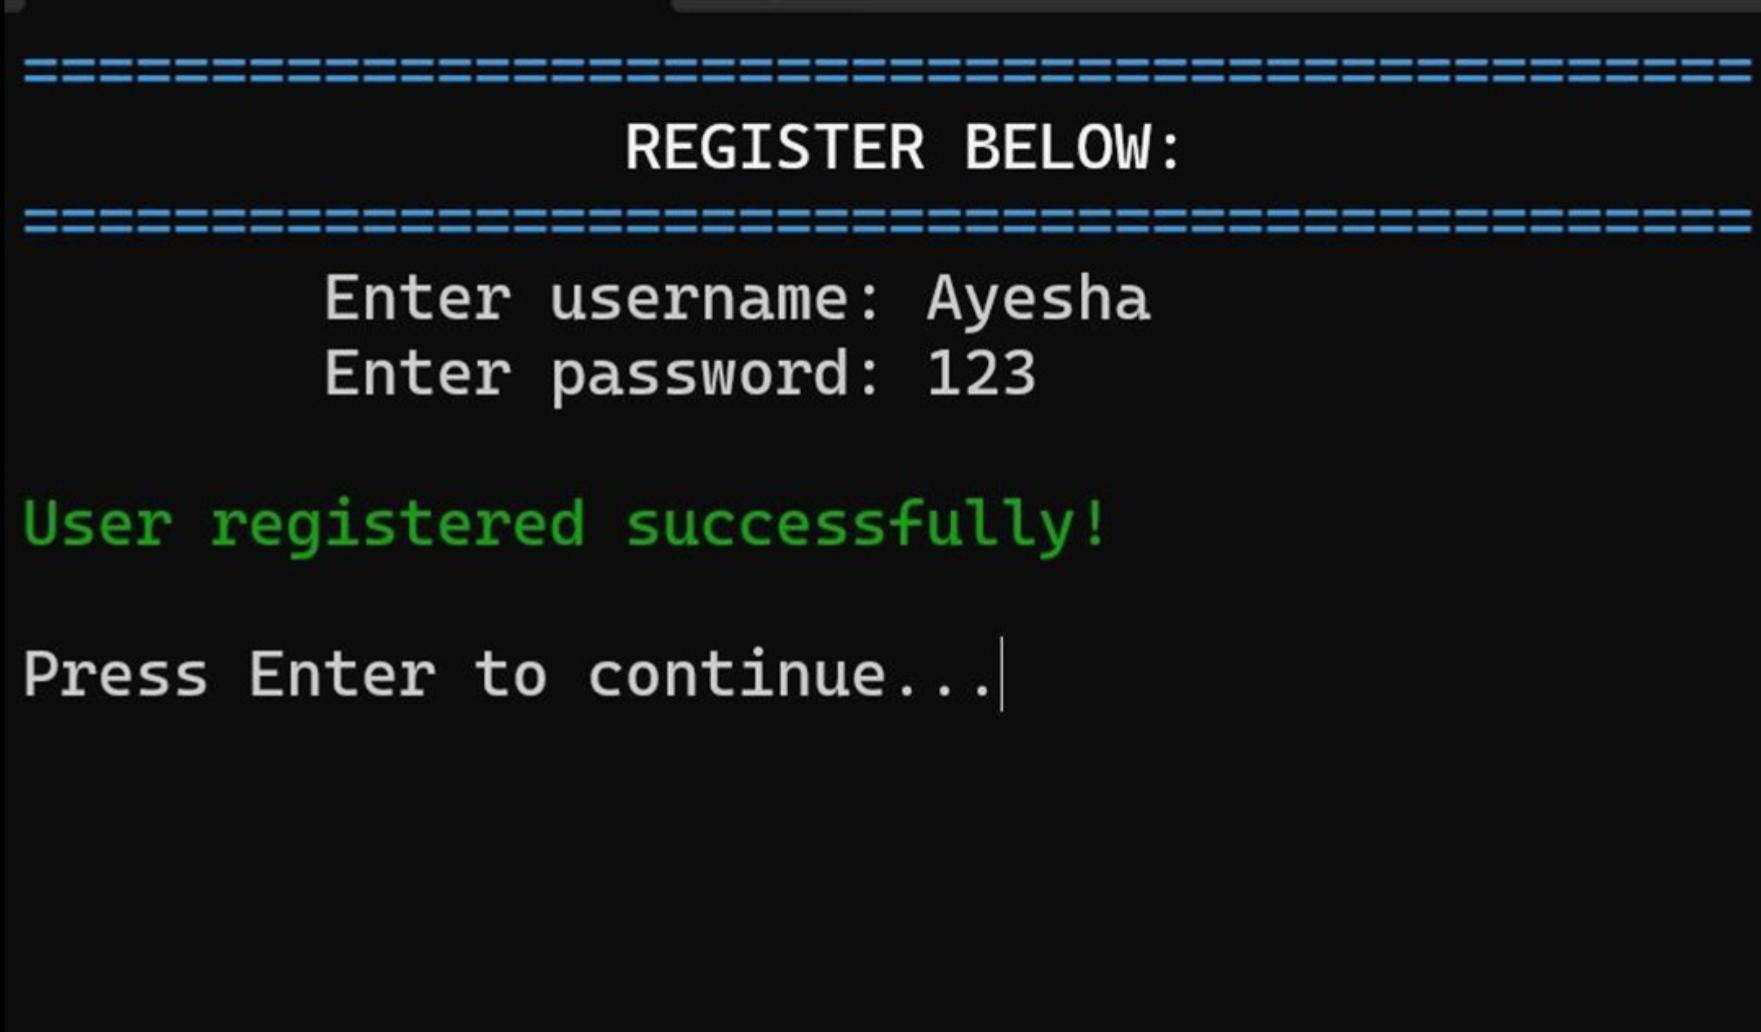 ==============================================
REGISTER BELOW:
==============================================
Enter username: Ayesha
Enter password: 123
User registered successfully!
Press Enter to continue...